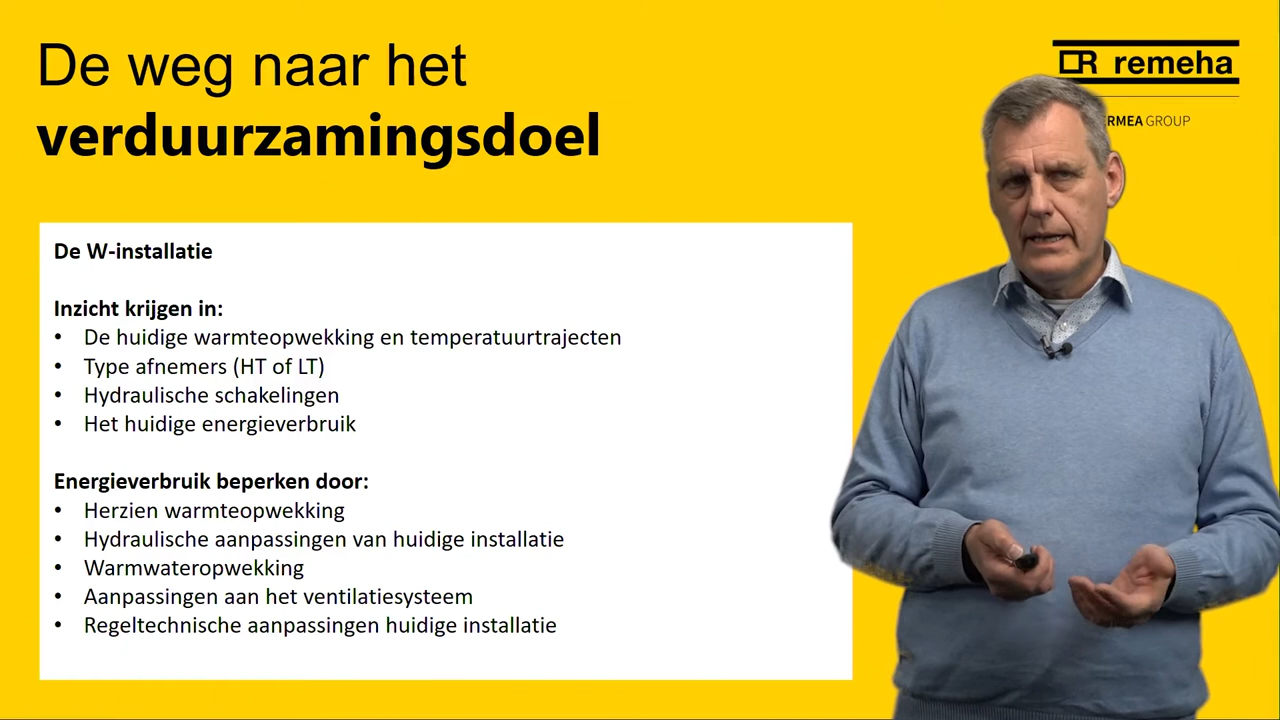 De weg naar het
verduurzamingsdoel
remeha
GROUP
De W-installatie
Inzicht krijgen in:
• De huidige warmteopwekking en temperatuurtrajecten
• Type afnemers (HT of LT)
• Hydraulische schakelingen
• Het huidige energieverbruik
Energieverbruik beperken door:
• Herzien warmteopwekking
• Hydraulische aanpassingen van huidige installatie
• Warmwateropwekking
• Aanpassingen aan het ventilatiesysteem
• Regeltechnische aanpassingen huidige installatie